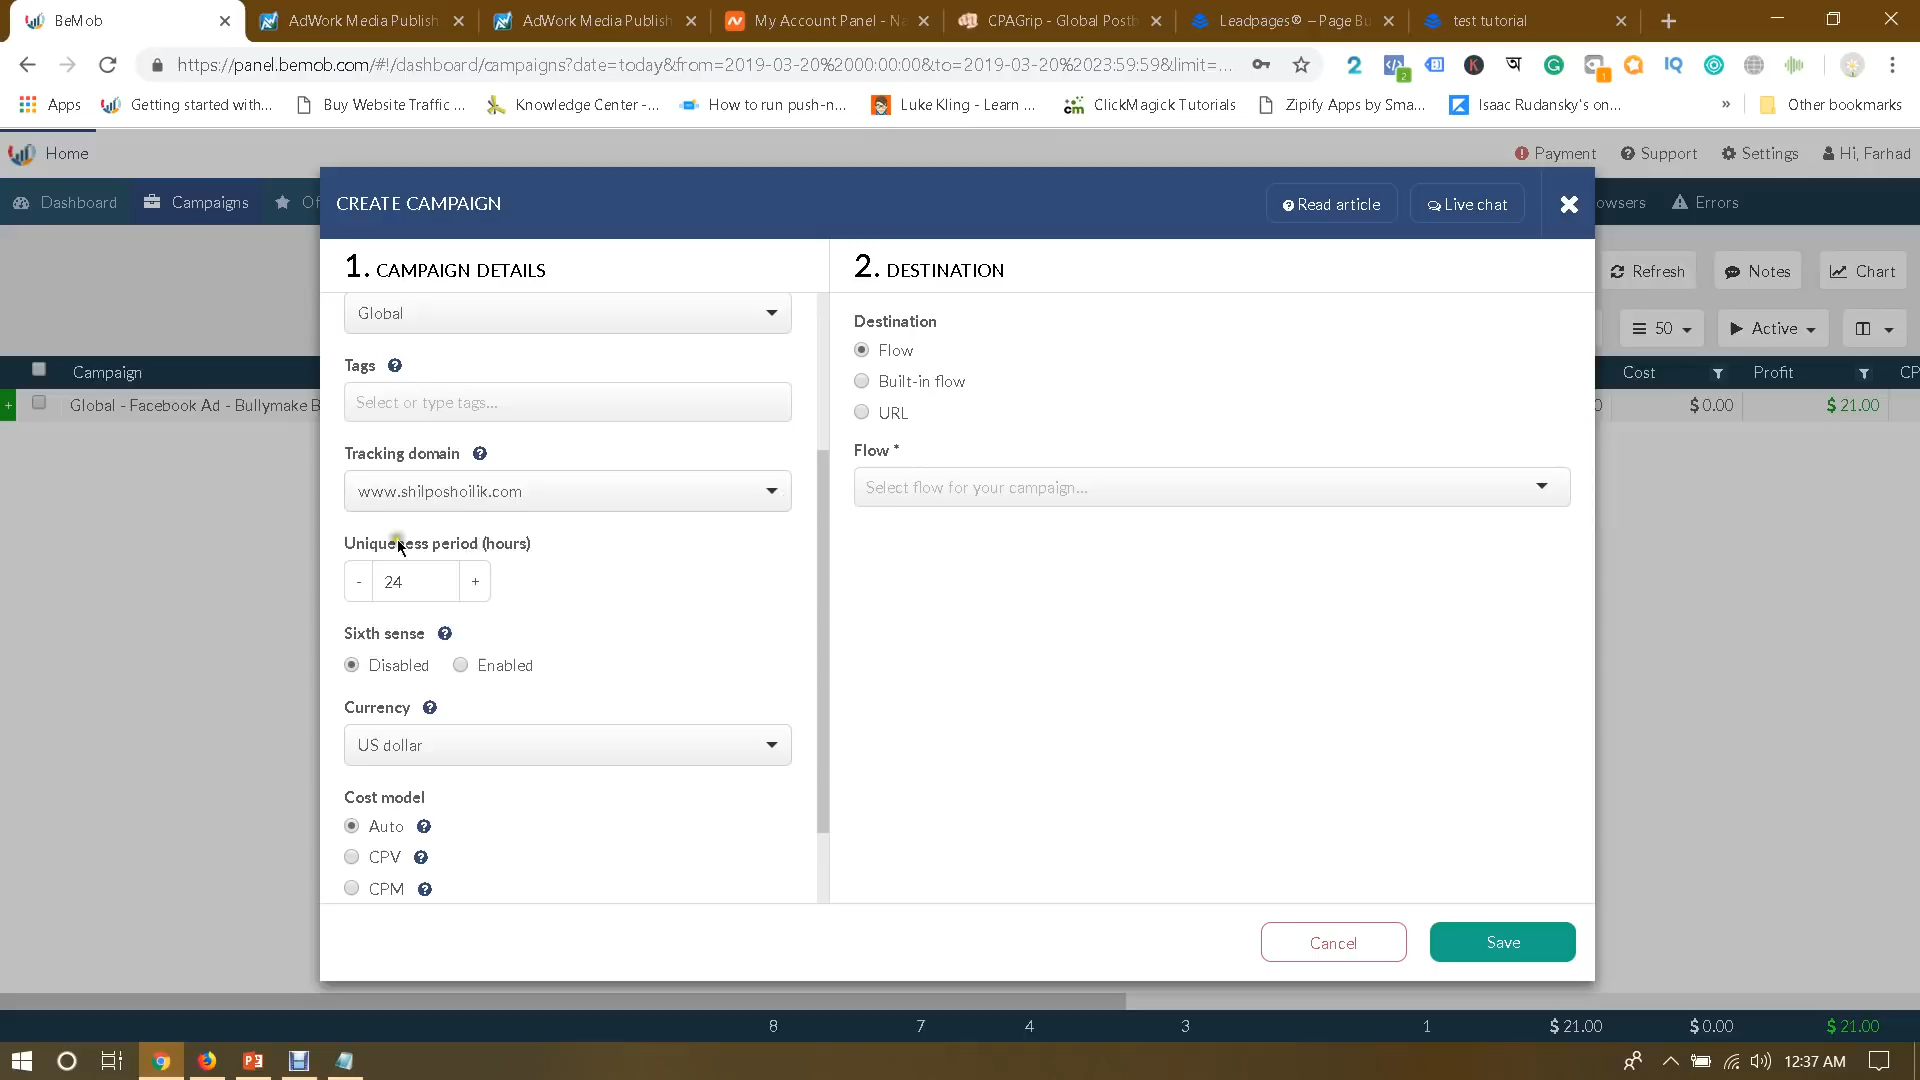 BeMob
AdWork Media Publish
AdWork Media Publish
My Account Panel - Na
CPAGrip - Global Postb
Leadpages® – Page Bu
test tutorial
https://panel.bemob.com/#!/dashboard/campaigns?date=today&from=2019-03-20%2000:00:00&to=2019-03-20%2023:59:59&limit=...
Apps
Getting started with...
Buy Website Traffic ...
Knowledge Center -...
How to run push-n...
Luke Kling - Learn ...
ClickMagick Tutorials
Zipify Apps by Sma...
Isaac Rudansky's on...
»
Other bookmarks
Home
Payment
Support
Settings
Hi, Farhad
Dashboard
Campaigns
Of
owsers
Errors
CREATE CAMPAIGN
Read article
Live chat
1. CAMPAIGN DETAILS
2. DESTINATION
Refresh
Notes
Chart
50
Active
Campaign
Cost
Profit
CP
Global - Facebook Ad - Bullymake B
0
$ 0.00
$ 21.00
Global
Tags
Select or type tags...
Tracking domain
www.shilposhoilik.com
Uniqueness period (hours)
- 24 +
Sixth sense
Disabled
Enabled
Currency
US dollar
Cost model
Auto
CPV
CPM
Destination
Flow
Built-in flow
URL
Flow *
Select flow for your campaign...
Cancel
Save
8 7 4 3 1 $ 21.00 $ 0.00 $ 21.00
12:37 AM